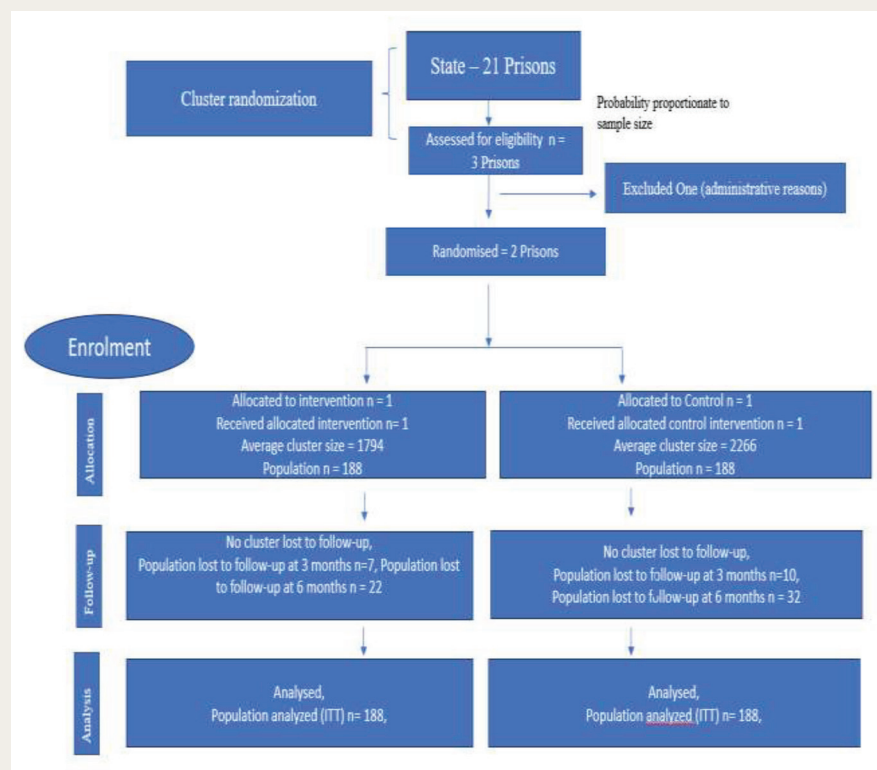 State – 21 Prisons
Cluster randomization
Probability proportionate to
sample size
Assessed for eligibility n =
3 Prisons
Excluded One (administrative reasons)
Randomised = 2 Prisons
Enrolment
Allocation
Allocated to intervention n = 1
Received allocated intervention n= 1
Average cluster size = 1794
Population n = 188
Allocated to Control n = 1
Received allocated control intervention n = 1
Average cluster size = 2266
Population n = 188
Follow-up
No cluster lost to follow-up,
Population lost to follow-up at 3 months n=7, Population lost
to follow-up at 6 months n = 22
No cluster lost to follow-up,
Population lost to follow-up at 3 months n=10,
Population lost to follow-up at 6 months n = 32
Analysis
Analysed,
Population analyzed (ITT) n= 188,
Analysed,
Population analyzed (ITT) n= 188,